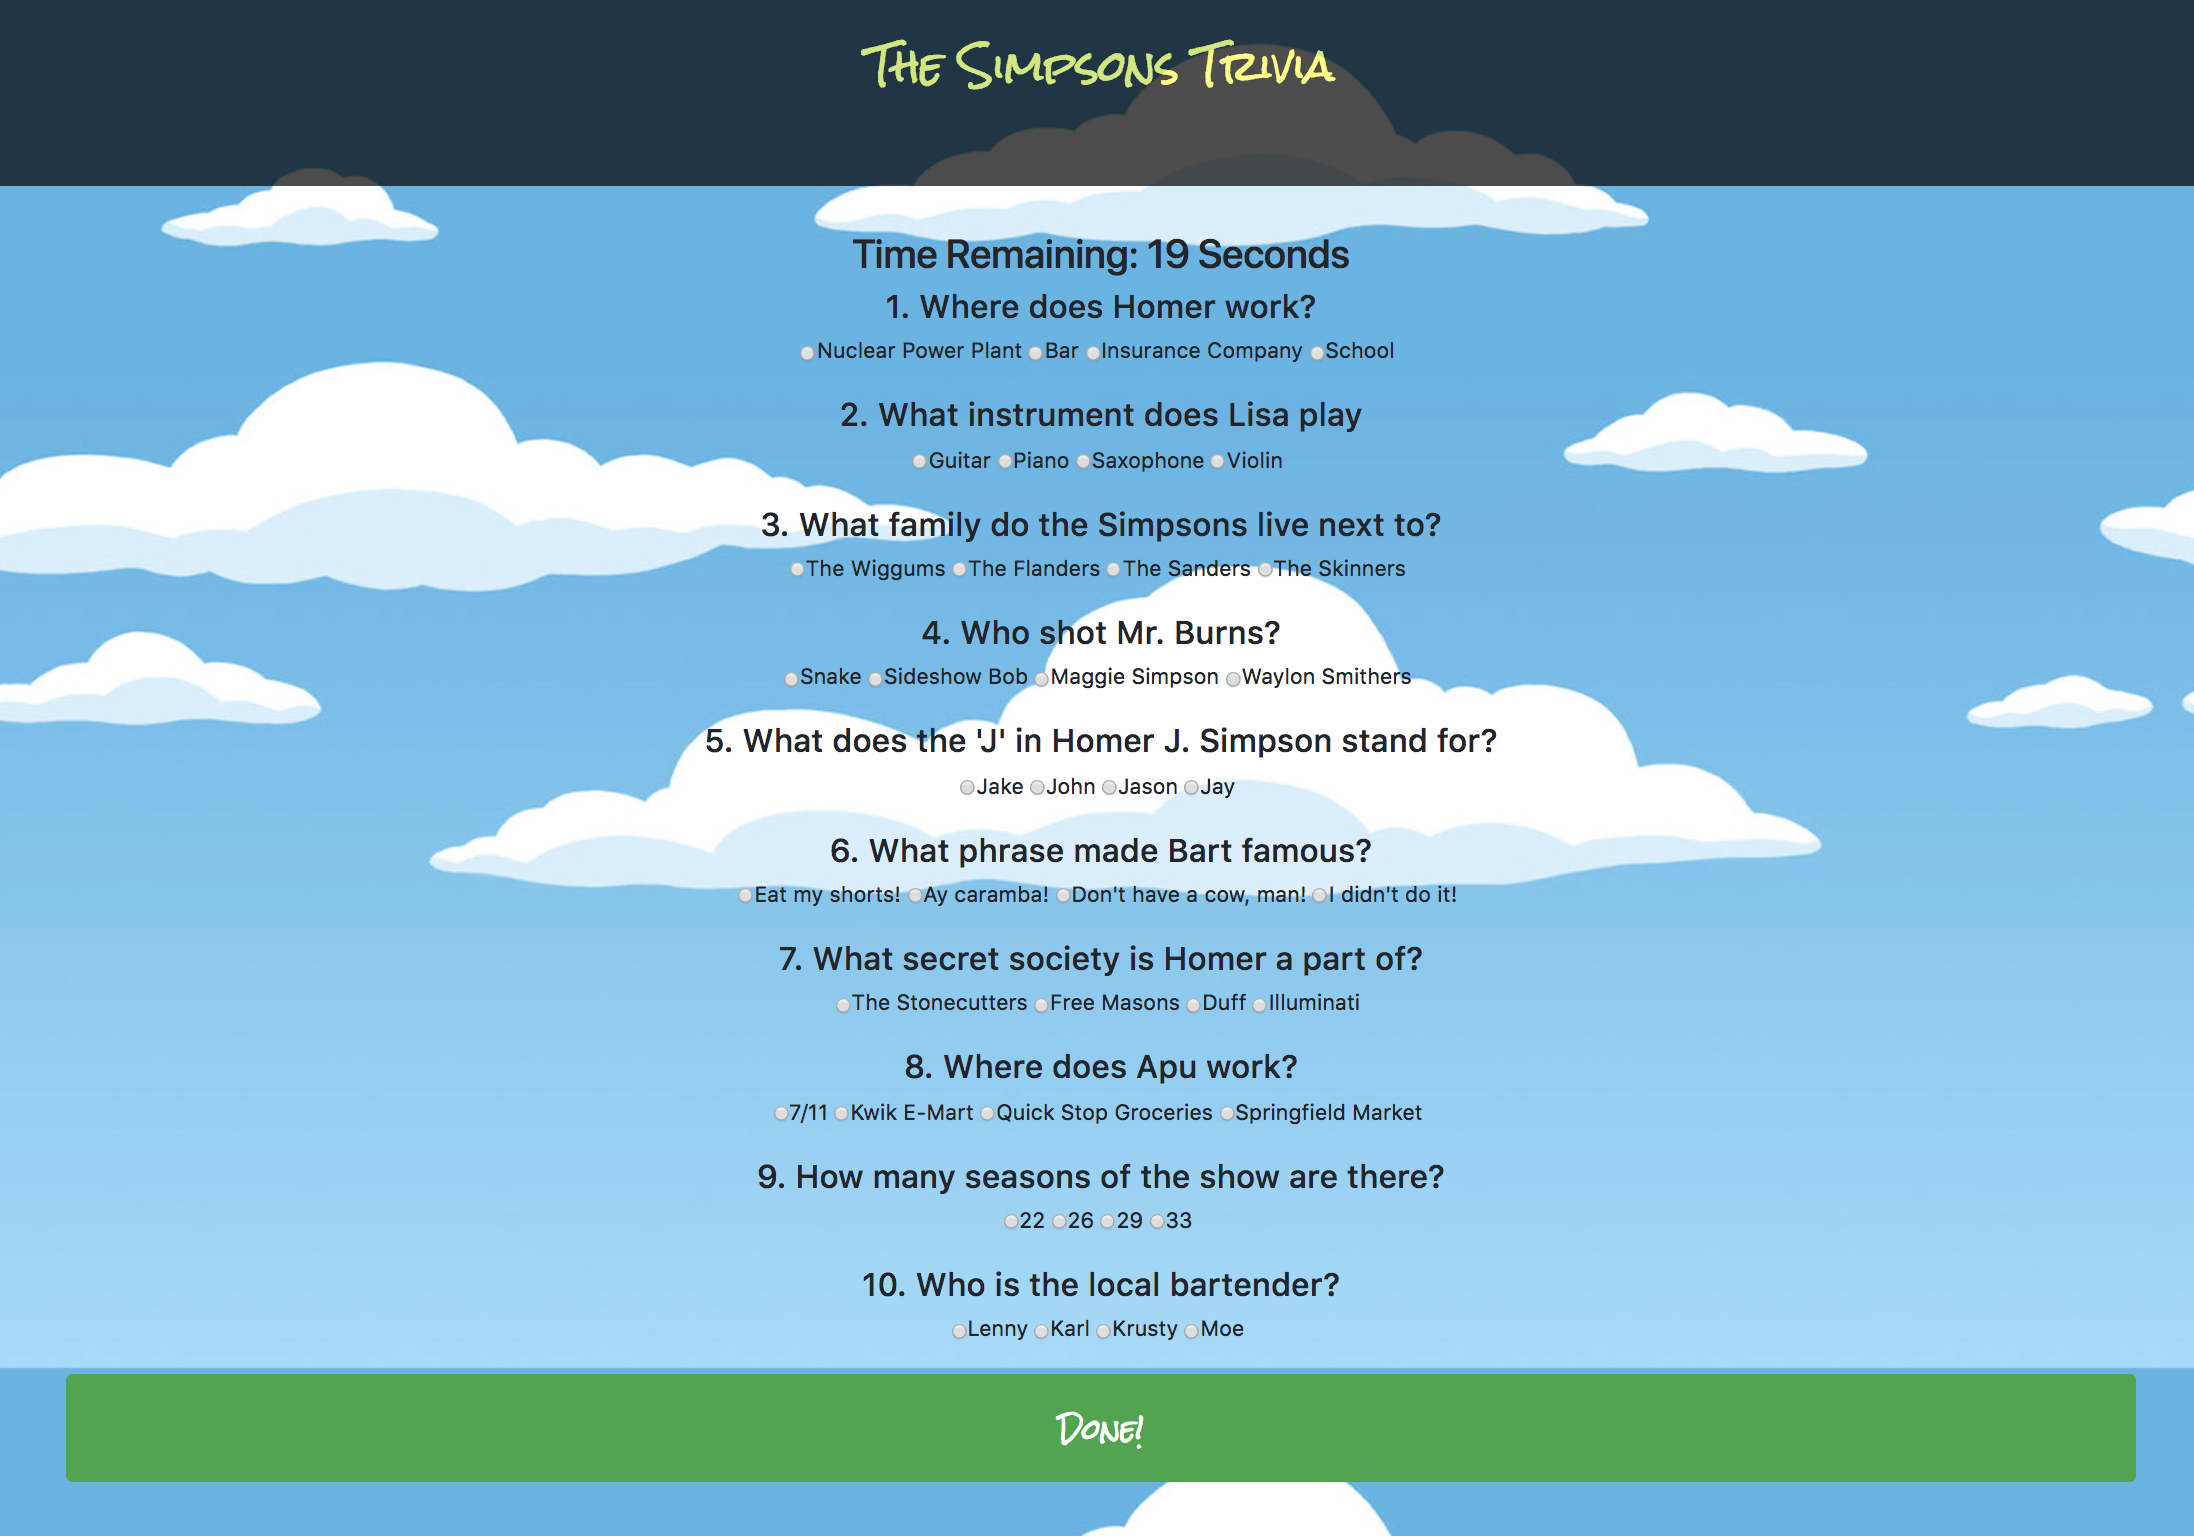 The Simpsons Trivia
Time Remaining: 19 Seconds
1. Where does Homer work?
Nuclear Power Plant Bar Insurance Company School
2. What instrument does Lisa play
Guitar Piano Saxophone Violin
3. What family do the Simpsons live next to?
The Wiggums The Flanders The Sanders The Skinners
4. Who shot Mr. Burns?
Snake Sideshow Bob Maggie Simpson Waylon Smithers
5. What does the 'J' in Homer J. Simpson stand for?
Jake John Jason Jay
6. What phrase made Bart famous?
Eat my shorts! Ay caramba! Don't have a cow, man! I didn't do it!
7. What secret society is Homer a part of?
The Stonecutters Free Masons Duff Illuminati
8. Where does Apu work?
7/11 Kwik E-Mart Quick Stop Groceries Springfield Market
9. How many seasons of the show are there?
22 26 29 33
10. Who is the local bartender?
Lenny Karl Krusty Moe
Done!